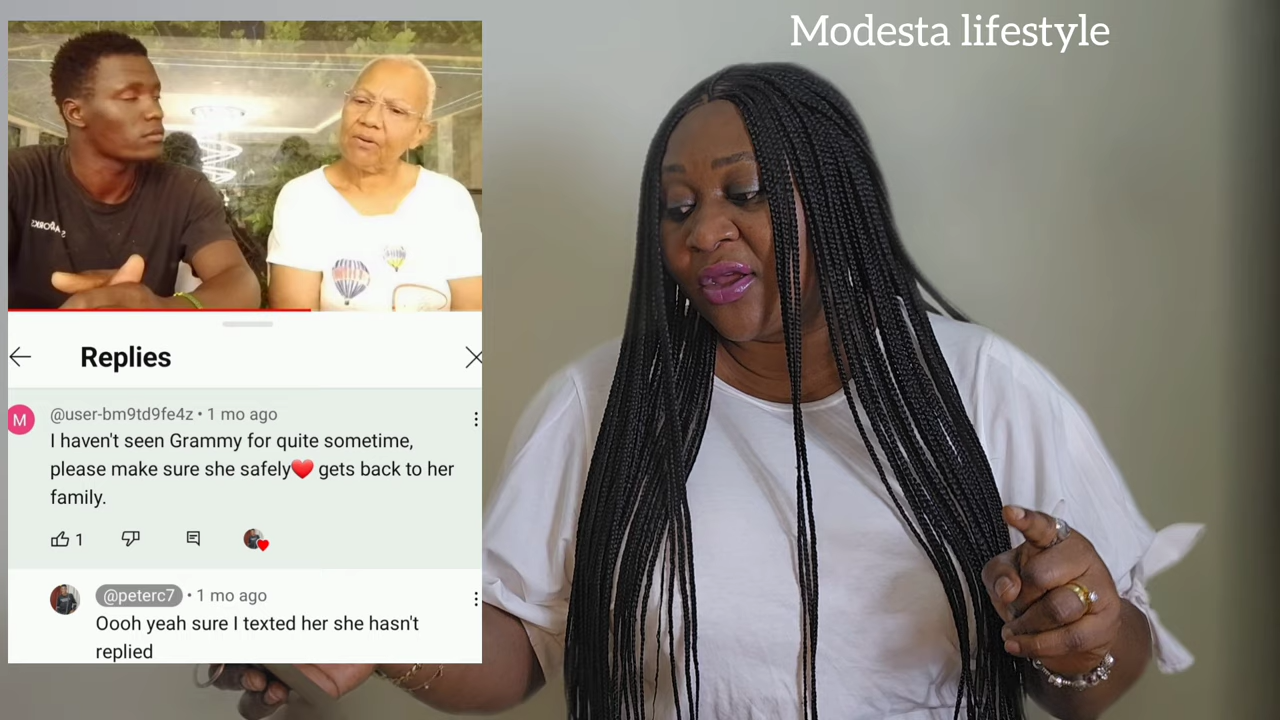 Modesta lifestyle
Replies
M
@user-bm9td9fe4z • 1 mo ago
I haven't seen Grammy for quite sometime,
please make sure she safely❤️ gets back to her
family.
1
@peterc7 • 1 mo ago
Oooh yeah sure I texted her she hasn't
replied